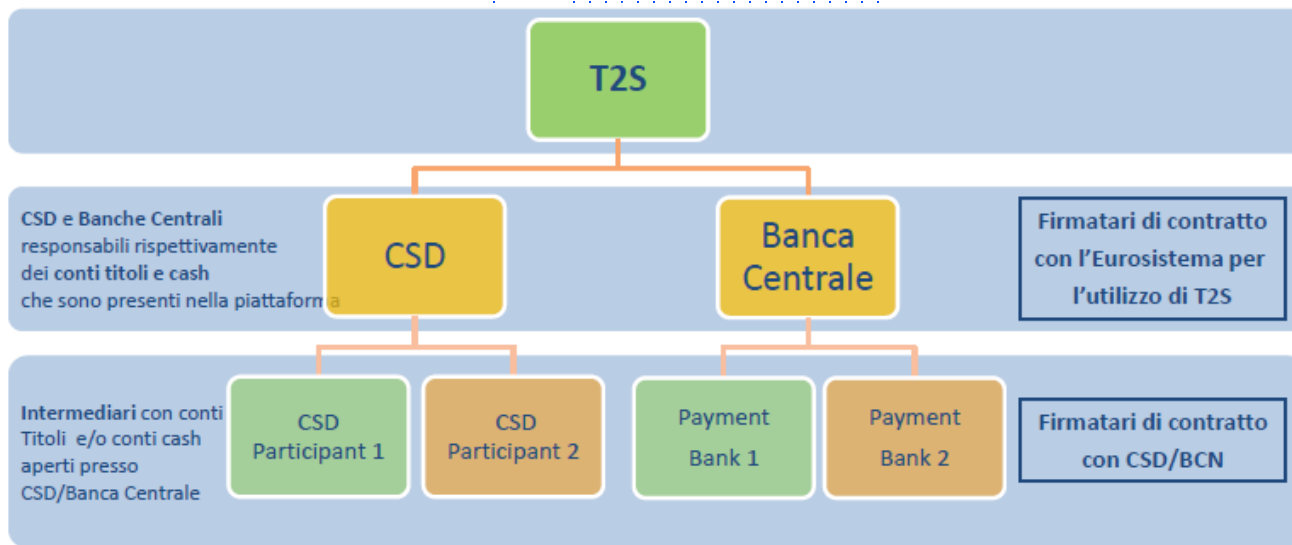 T2S
CSD e Banche Centrali
responsabili rispettivamente
dei conti titoli e cash
che sono presenti nella piattaforma
CSD
Banca
Centrale
Firmatari di contratto
con l'Eurosistema per
l'utilizzo di T2S
Intermediari con conti
Titoli e/o conti cash
aperti presso
CSD/Banca Centrale
CSD
Participant 1
CSD
Participant 2
Payment
Bank 1
Payment
Bank 2
Firmatari di contratto
con CSD/BCN